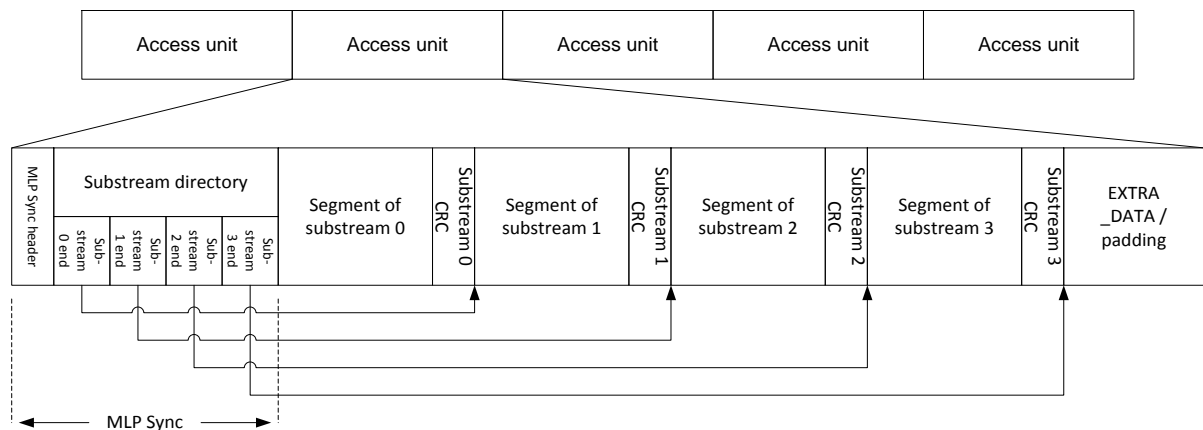 Access unit
Access unit
Access unit
Access unit
Access unit
MLP Sync header
Substream directory
Sub-
stream
0 end
Sub-
stream
1 end
Sub-
stream
2 end
Sub-
stream
3 end
Segment of
substream 0
Substream 0
CRC
Segment of
substream 1
Substream 1
CRC
Segment of
substream 2
Substream 2
CRC
Segment of
substream 3
Substream 3
CRC
EXTRA
_DATA /
padding
MLP Sync